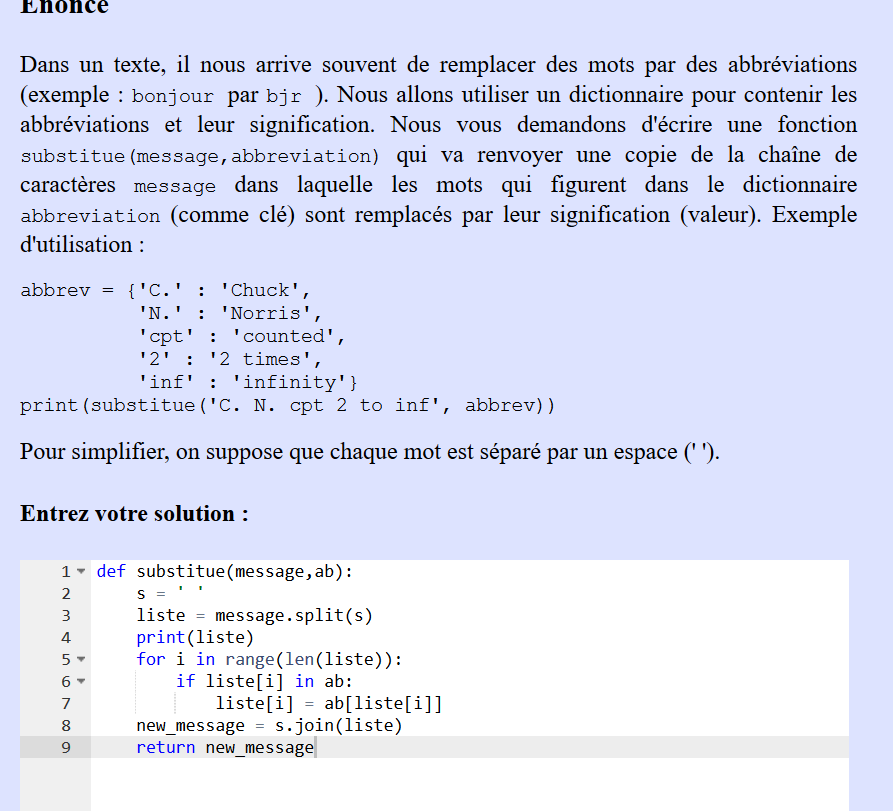 Énoncé
Dans un texte, il nous arrive souvent de remplacer des mots par des abbréviations
(exemple : bonjour par bjr ). Nous allons utiliser un dictionnaire pour contenir les
abbréviations et leur signification. Nous vous demandons d'écrire une fonction
substitue(message,abbreviation) qui va renvoyer une copie de la chaîne de
caractères message dans laquelle les mots qui figurent dans le dictionnaire
abbreviation (comme clé) sont remplacés par leur signification (valeur). Exemple
d'utilisation :
abbrev = {'C.' : 'Chuck',
'N.' : 'Norris',
'cpt' : 'counted',
'2' : '2 times',
'inf' : 'infinity'}
print(substitue('C. N. cpt 2 to inf', abbrev))
Pour simplifier, on suppose que chaque mot est séparé par un espace (' ').
Entrez votre solution :
1 def substitue(message,ab):
2 s = ' '
3 liste = message.split(s)
4 print(liste)
5 for i in range(len(liste)):
6 if liste[i] in ab:
7 liste[i] = ab[liste[i]]
8 new_message = s.join(liste)
9 return new_message